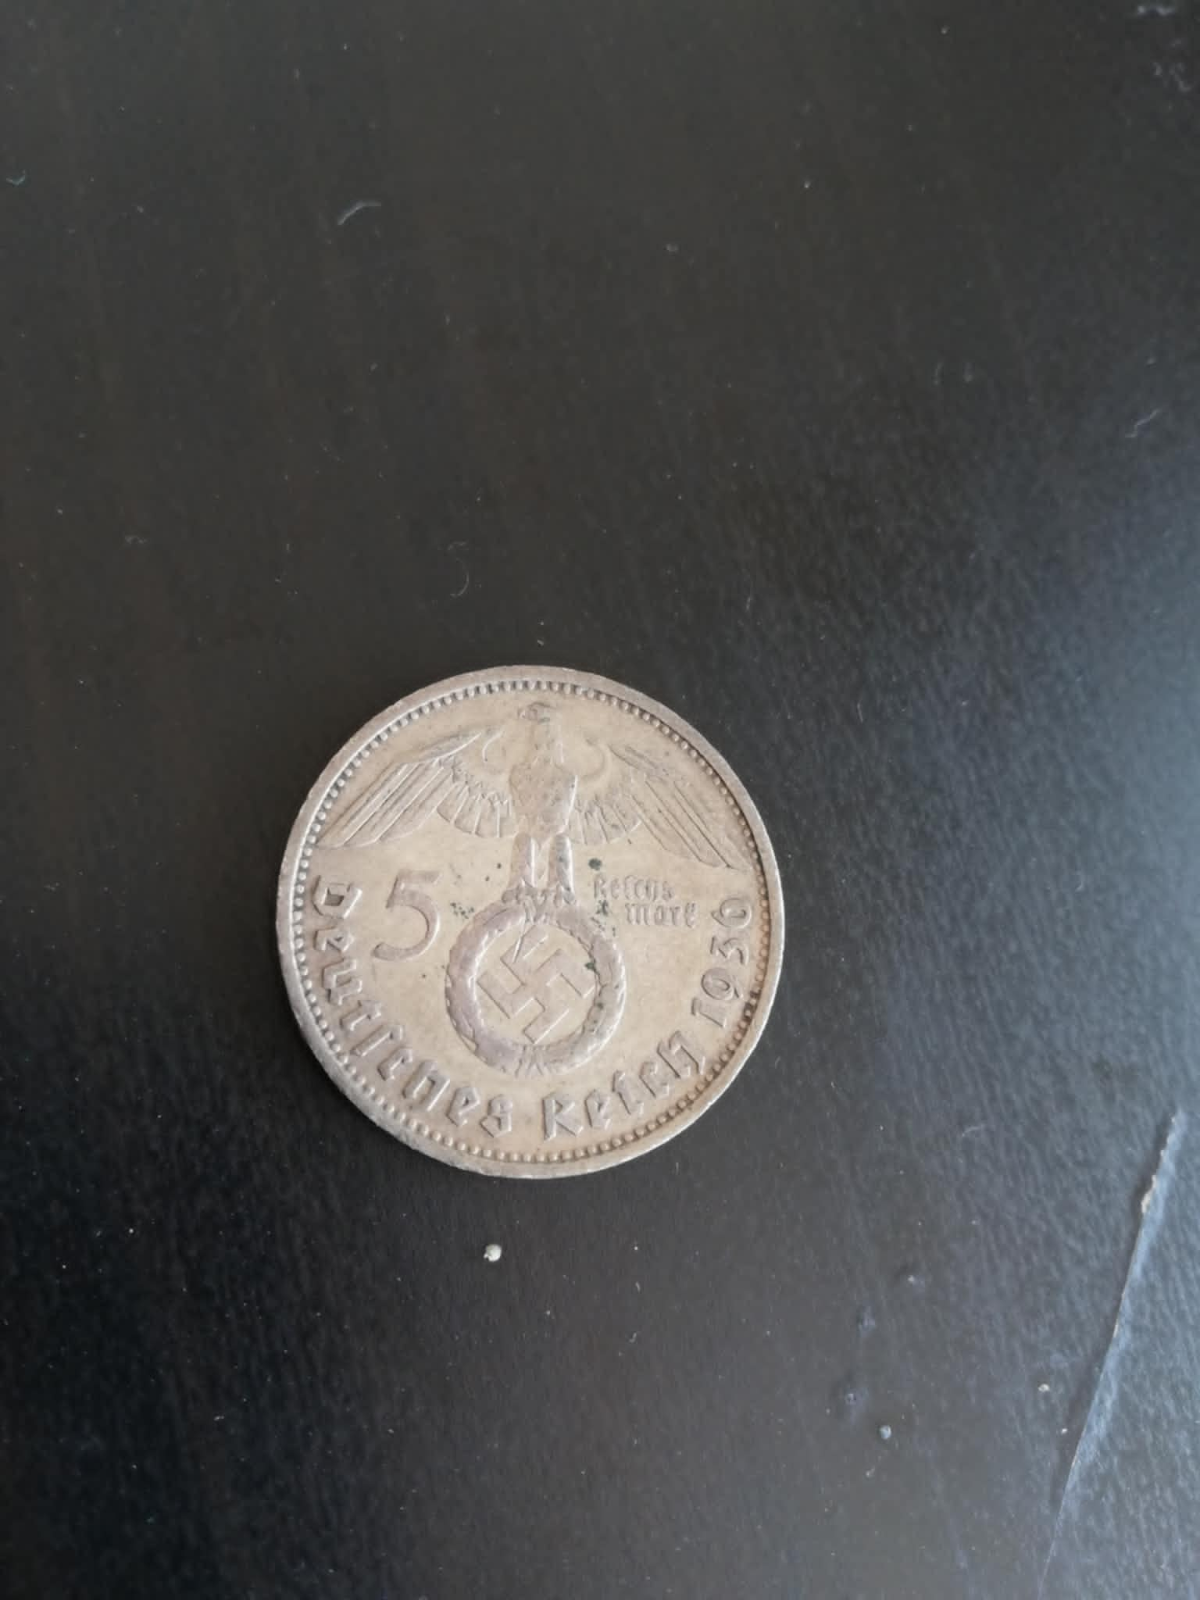 5
Reichs
mark
Deutsches Reich 1936